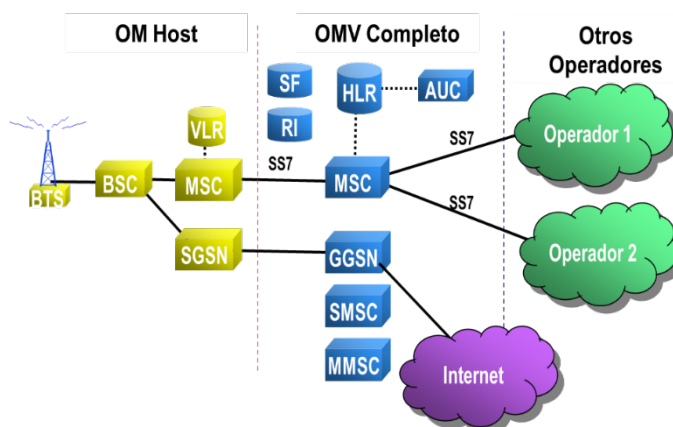 OM Host
OMV Completo
Otros
Operadores
SF
HLR
AUC
RI
VLR
Operador 1
SS7
BTS
BSC
MSC
SS7
MSC
SS7
SGSN
GGSN
Operador 2
SMSC
MMSC
Internet